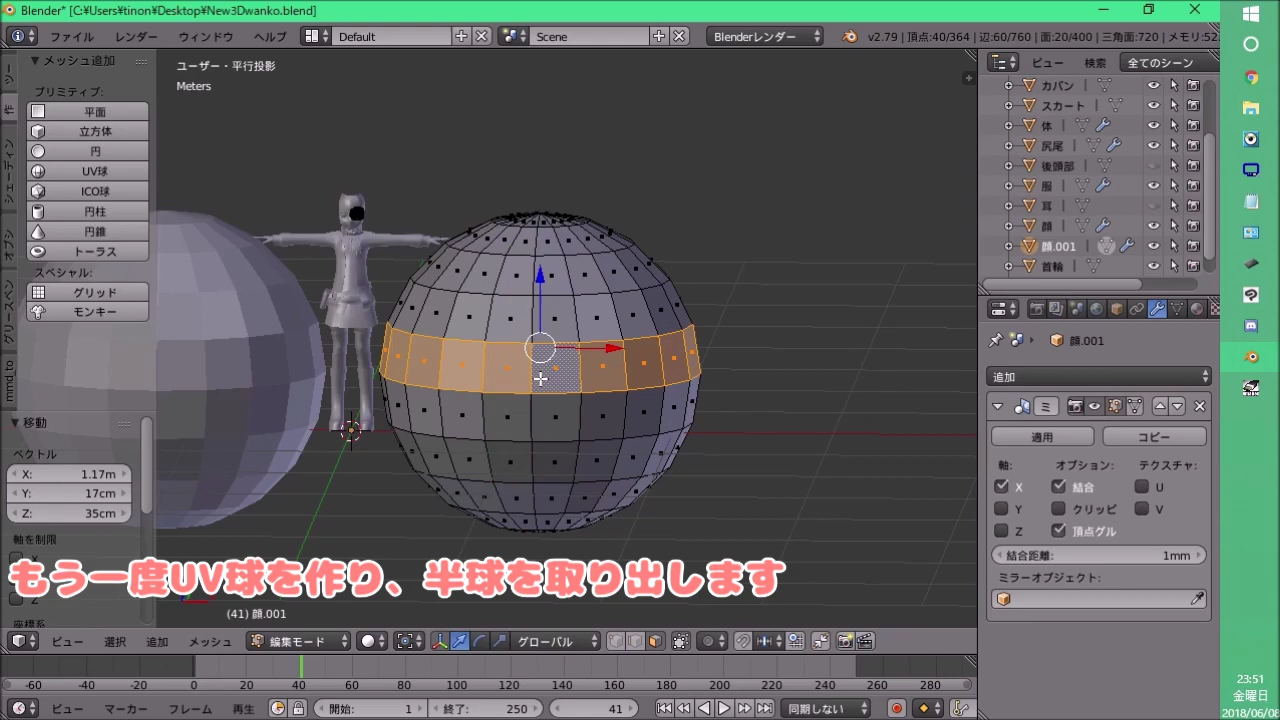 Blender* [C:¥Users¥tinon¥Desktop¥New3Dwanko.blend]
ファイル レンダー ウィンドウ ヘルプ Default Scene Blenderレンダー v2.79 | 頂点:40/364 | 辺:60/760 | 面:20/400 | 三角面:720 | メモリ:52.
メッシュ追加
プリミティブ:
平面
立方体
円
UV球
ICO球
円柱
円錐
トーラス
スペシャル:
グリッド
モンキー
mmd_to
移動
ベクトル
X: 1.17m
Y: 17cm
Z: 35cm
軸を制限
ユーザー・平行投影
Meters
もう一度UV球を作り、半球を取り出します
(41) 顔.001
ビュー 選択 追加 メッシュ 編集モード グローバル
-60 -40 -20 0 20 40 60 80 100 120 140 160 180 200 220 240 260 280
ビュー マーカー フレーム 再生 開始: 1 終了: 250 41 同期しない
ビュー 検索 全てのシーン
カバン
スカート
体
尻尾
後頭部
服
耳
顔
顔.001
首輪
顔.001
追加
ミ
適用 コピー
軸: オプション: テクスチャ:
X 結合 U
Y クリッピ V
Z 頂点グル
結合距離: 1mm
ミラーオブジェクト:
23:51
金曜日
2018/06/08